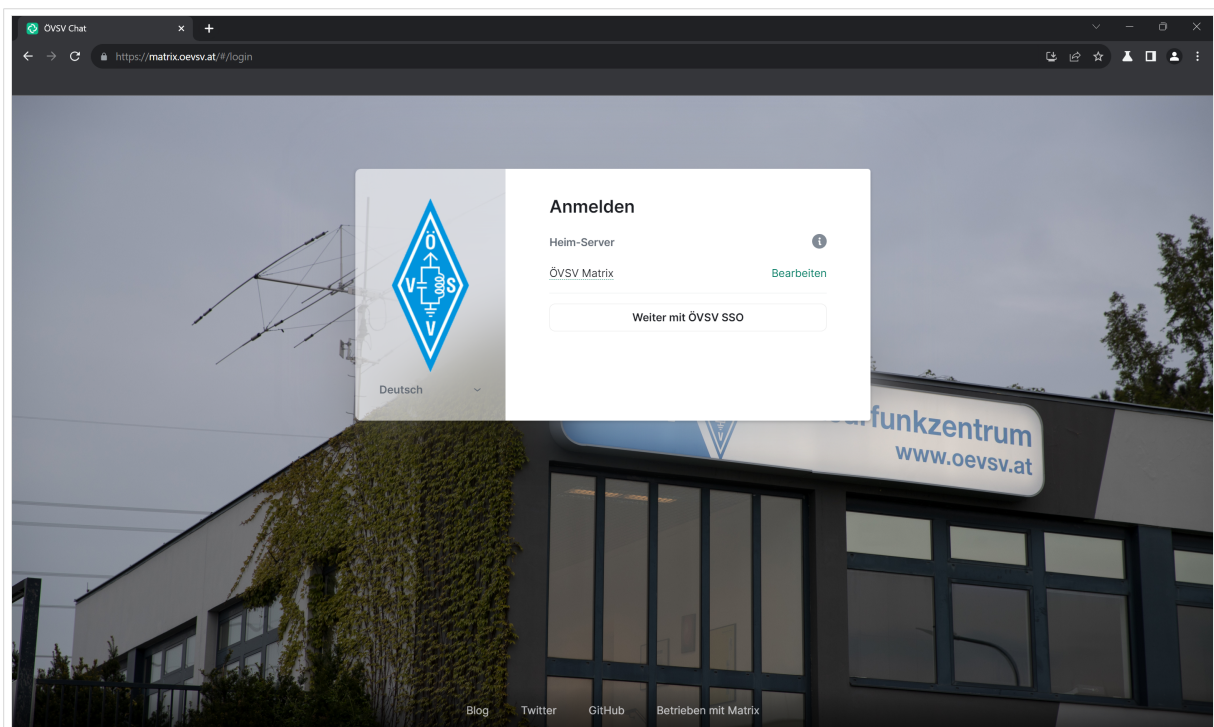 ÖVSV Chat
https://matrix.oevsv.at/#/login
Ö
V S
V
Anmelden
Heim-Server
ÖVSV Matrix Bearbeiten
Weiter mit ÖVSV SSO
Deutsch
www.oevsv.at
Blog Twitter GitHub Betrieben mit Matrix